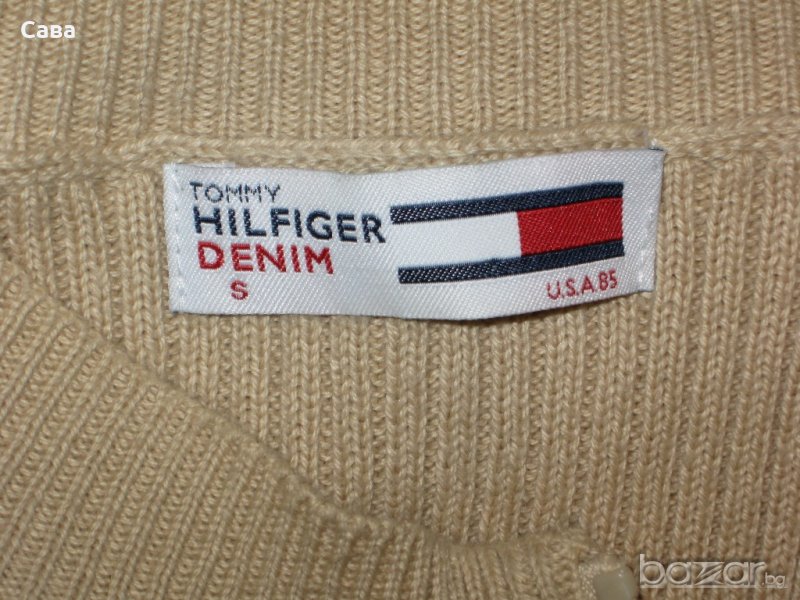 Сава
TOMMY
HILFIGER
DENIM
S
U.S.A.85
bazar.bg